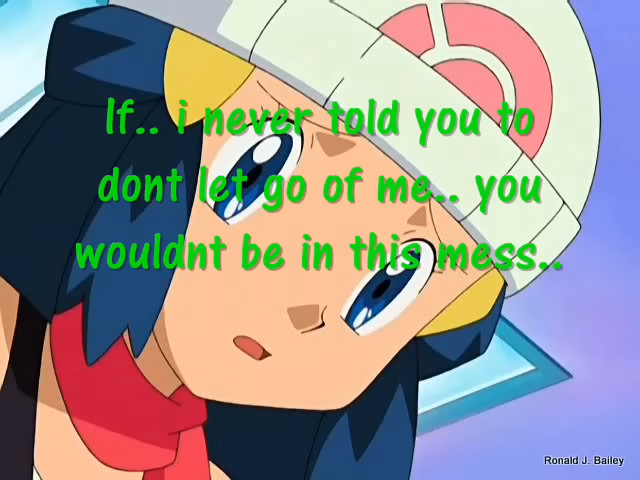 If.. i never told you to
dont let go of me.. you
wouldnt be in this mess..
Ronald J. Bailey